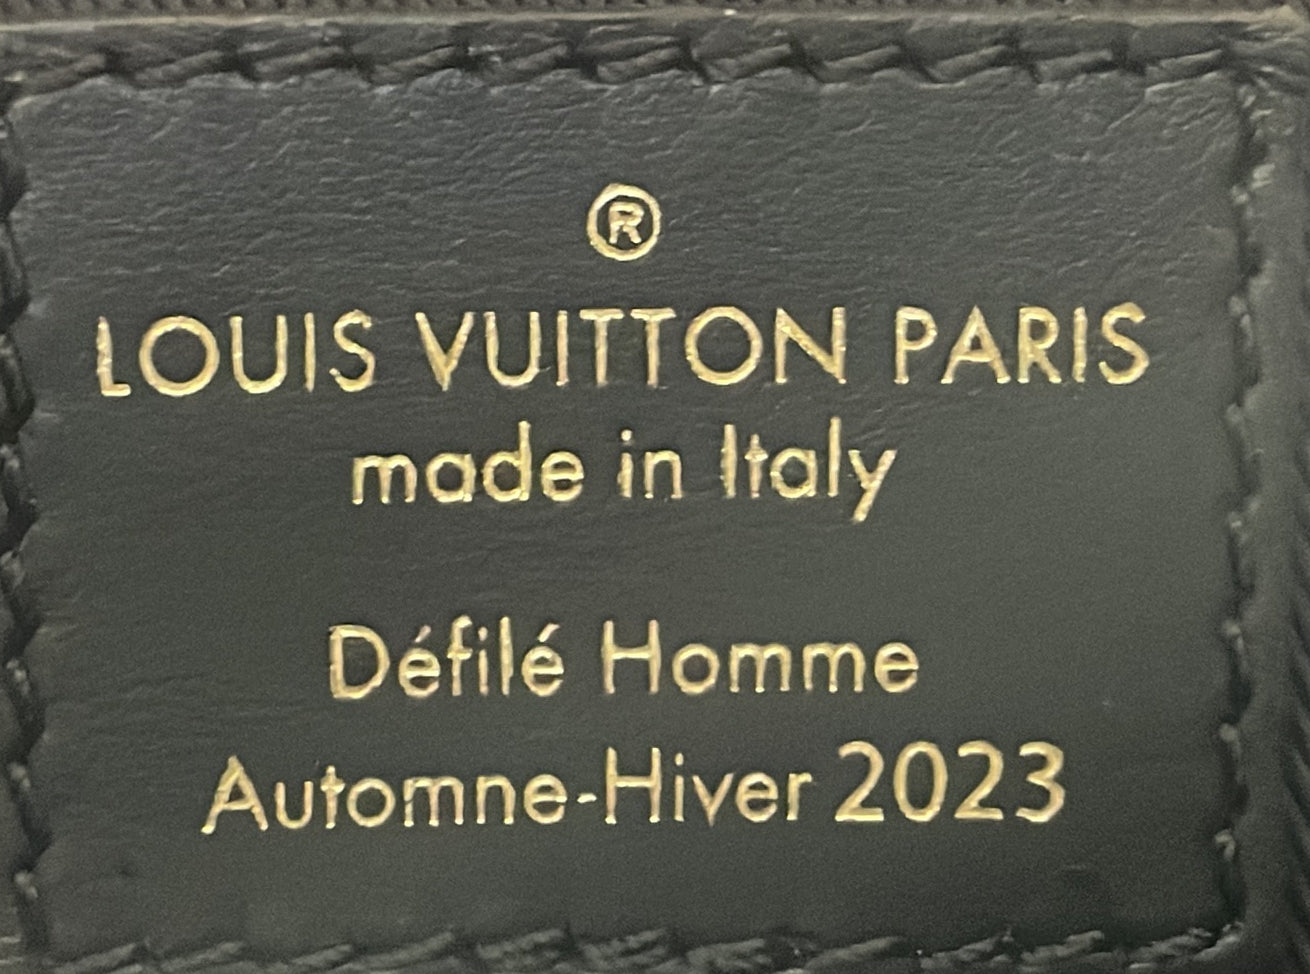 ®
LOUIS VUITTON PARIS
made in Italy
Défilé Homme
Automne-Hiver 2023